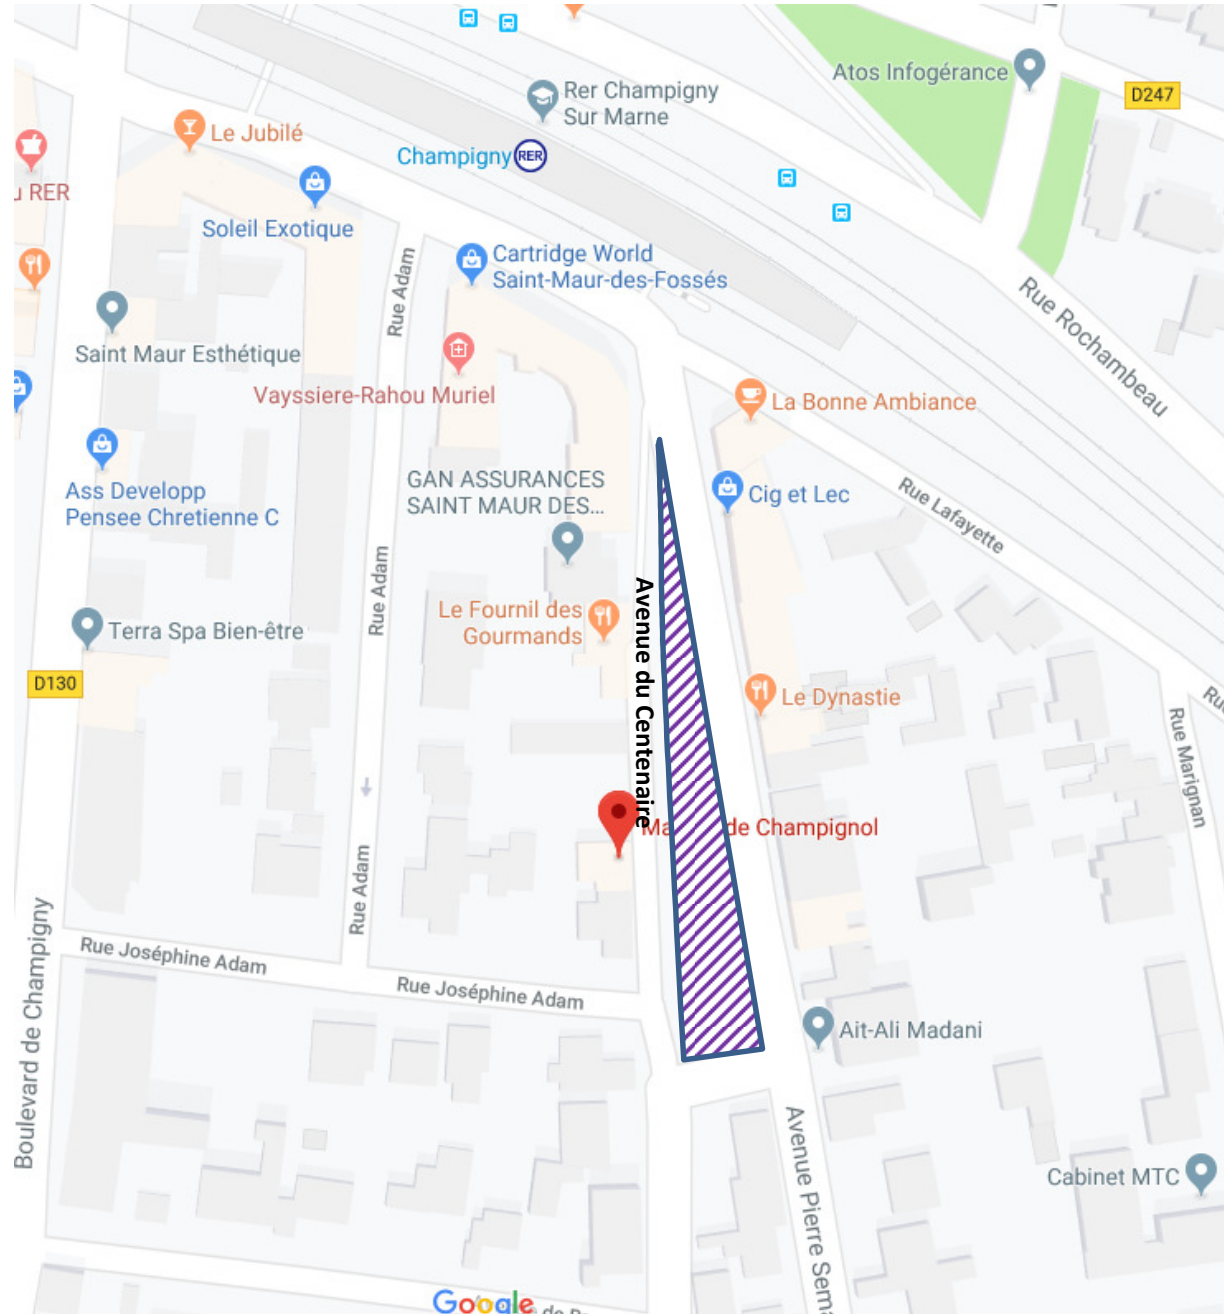 Atos Infogérance
D247
Rer Champigny
Sur Marne
Le Jubilé
Champigny RER
RER
Soleil Exotique
Rue Adam
Cartridge World
Saint-Maur-des-Fossés
Rue Rochambeau
Saint Maur Esthétique
Vayssiere-Rahou Muriel
La Bonne Ambiance
GAN ASSURANCES
SAINT MAUR DES...
Cig et Lec
Rue Lafayette
Ass Developp
Pensee Chretienne C
Rue Adam
Avenue du Centenaire
Le Fournil des
Gourmands
Terra Spa Bien-être
D130
Le Dynastie
Rue Marignan
de Champignol
Rue Adam
Boulevard de Champigny
Rue Joséphine Adam
Rue Joséphine Adam
Ait-Ali Madani
Avenue Pierre Sema
Cabinet MTC
Google